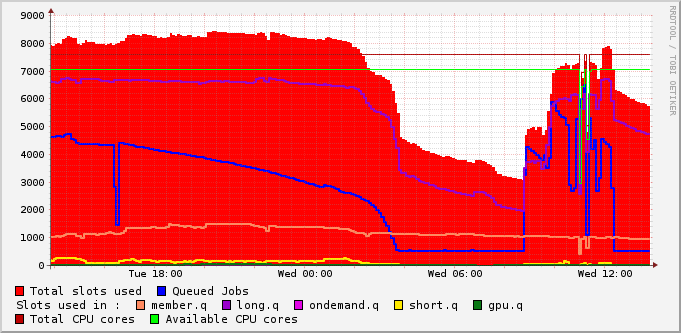 RRDTOOL / TOBI OETIKER
9000
8000
7000
6000
5000
4000
3000
2000
1000
0
Tue 18:00 Wed 00:00 Wed 06:00 Wed 12:00
Total slots used Queued Jobs
Slots used in : member.q long.q ondemand.q short.q gpu.q
Total CPU cores Available CPU cores